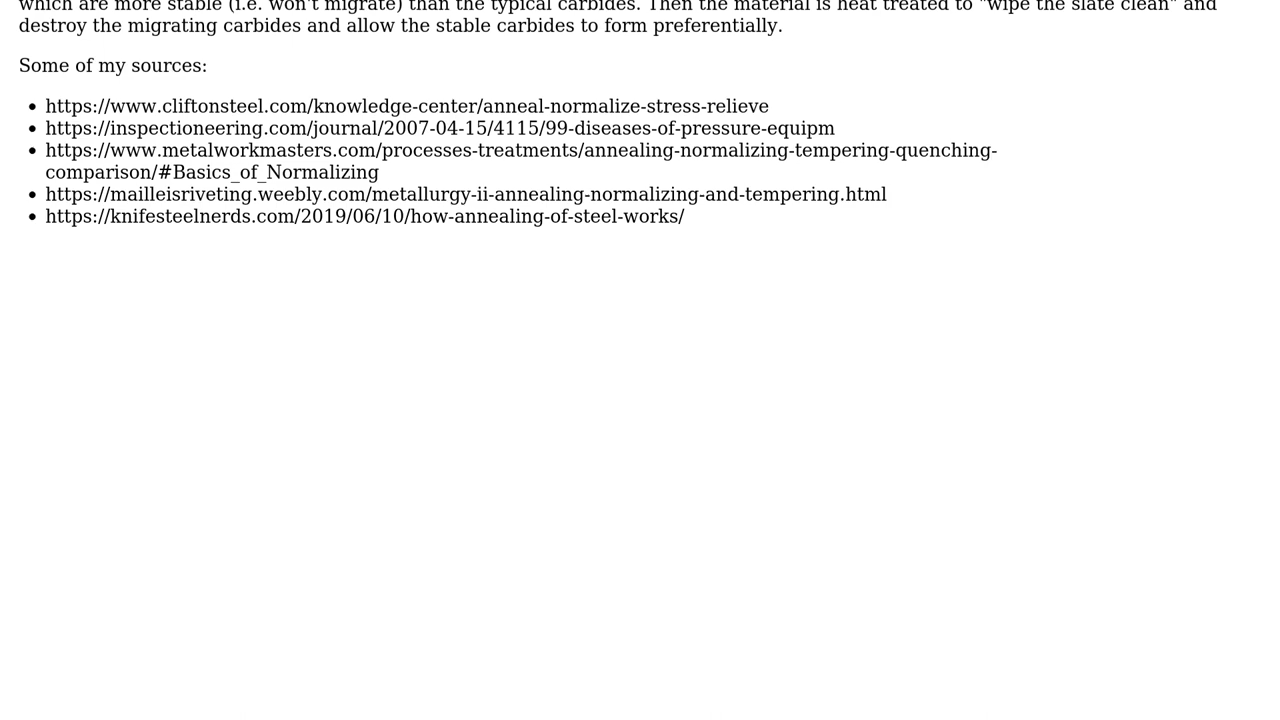 which are more stable (i.e. won't migrate) than the typical carbides. Then the material is heat treated to "wipe the slate clean" and
destroy the migrating carbides and allow the stable carbides to form preferentially.
Some of my sources:
• https://www.cliftonsteel.com/knowledge-center/anneal-normalize-stress-relieve
• https://inspectioneering.com/journal/2007-04-15/4115/99-diseases-of-pressure-equipm
• https://www.metalworkmasters.com/processes-treatments/annealing-normalizing-tempering-quenching-
comparison/#Basics_of_Normalizing
• https://mailleisriveting.weebly.com/metallurgy-ii-annealing-normalizing-and-tempering.html
• https://knifesteelnerds.com/2019/06/10/how-annealing-of-steel-works/